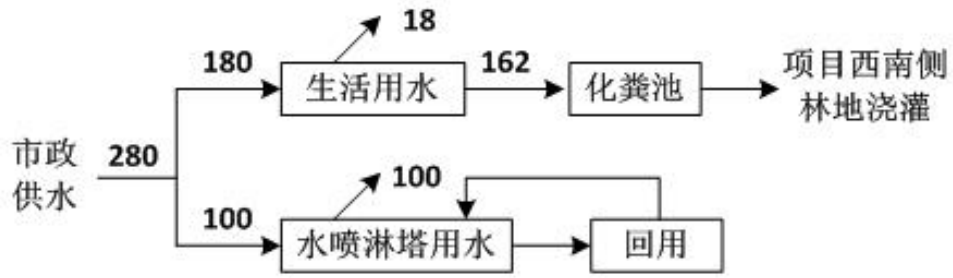 18
180
生活用水
162
化粪池
项目西南侧
林地浇灌
市政
供水
280
100
100
水喷淋塔用水
回用